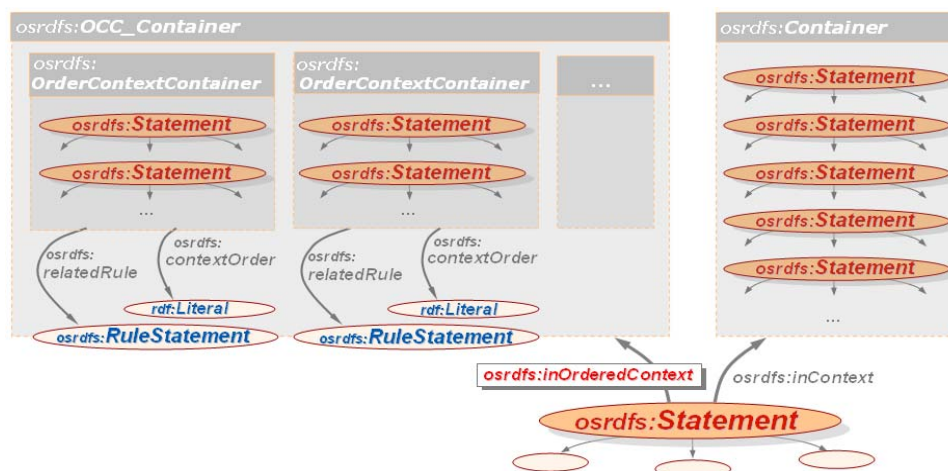 osrdfs:OCC_Container
osrdfs:
OrderContextContainer
osrdfs:Statement
osrdfs:Statement
...
osrdfs:
relatedRule
osrdfs:
contextOrder
rdf:Literal
osrdfs:RuleStatement
osrdfs:
OrderContextContainer
osrdfs:Statement
osrdfs:Statement
...
osrdfs:
relatedRule
osrdfs:
contextOrder
rdf:Literal
osrdfs:RuleStatement
...
osrdfs:Container
osrdfs:Statement
osrdfs:Statement
osrdfs:Statement
osrdfs:Statement
osrdfs:Statement
...
osrdfs:inOrderedContext
osrdfs:inContext
osrdfs:Statement